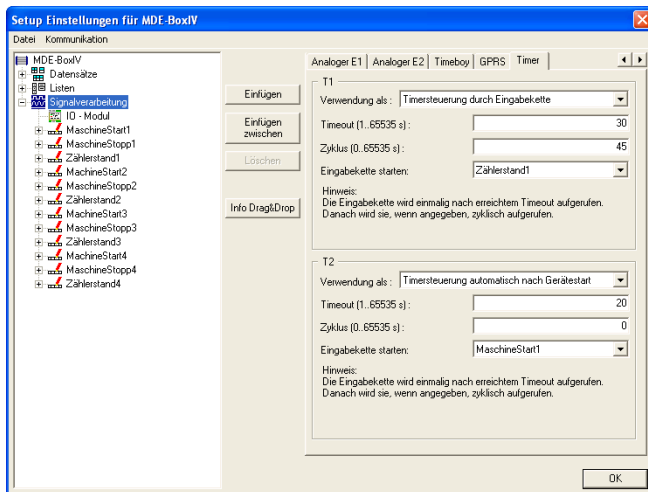 Setup Einstellungen für MDE-BoxIV
Datei Kommunikation
MDE-BoxIV
Datensätze
Listen
Signalverarbeitung
IO - Modul
MaschineStart1
MaschineStopp1
Zählerstand1
MachineStart2
MaschineStopp2
Zählerstand2
MachineStart3
MaschineStopp3
Zählerstand3
MachineStart4
MaschineStopp4
Zählerstand4
Einfügen
Einfügen
zwischen
Löschen
Info Drag&Drop
Analoger E1 Analoger E2 Timeboy GPRS Timer
T1
Verwendung als : Timersteuerung durch Eingabekette
Timeout (1..65535 s) : 30
Zyklus (0..65535 s) : 45
Eingabekette starten: Zählerstand1
Hinweis:
Die Eingabekette wird einmalig nach erreichtem Timeout aufgerufen.
Danach wird sie, wenn angegeben, zyklisch aufgerufen.
T2
Verwendung als : Timersteuerung automatisch nach Gerätestart
Timeout (1..65535 s) : 20
Zyklus (0..65535 s) : 0
Eingabekette starten: MaschineStart1
Hinweis:
Die Eingabekette wird einmalig nach erreichtem Timeout aufgerufen.
Danach wird sie, wenn angegeben, zyklisch aufgerufen.
OK